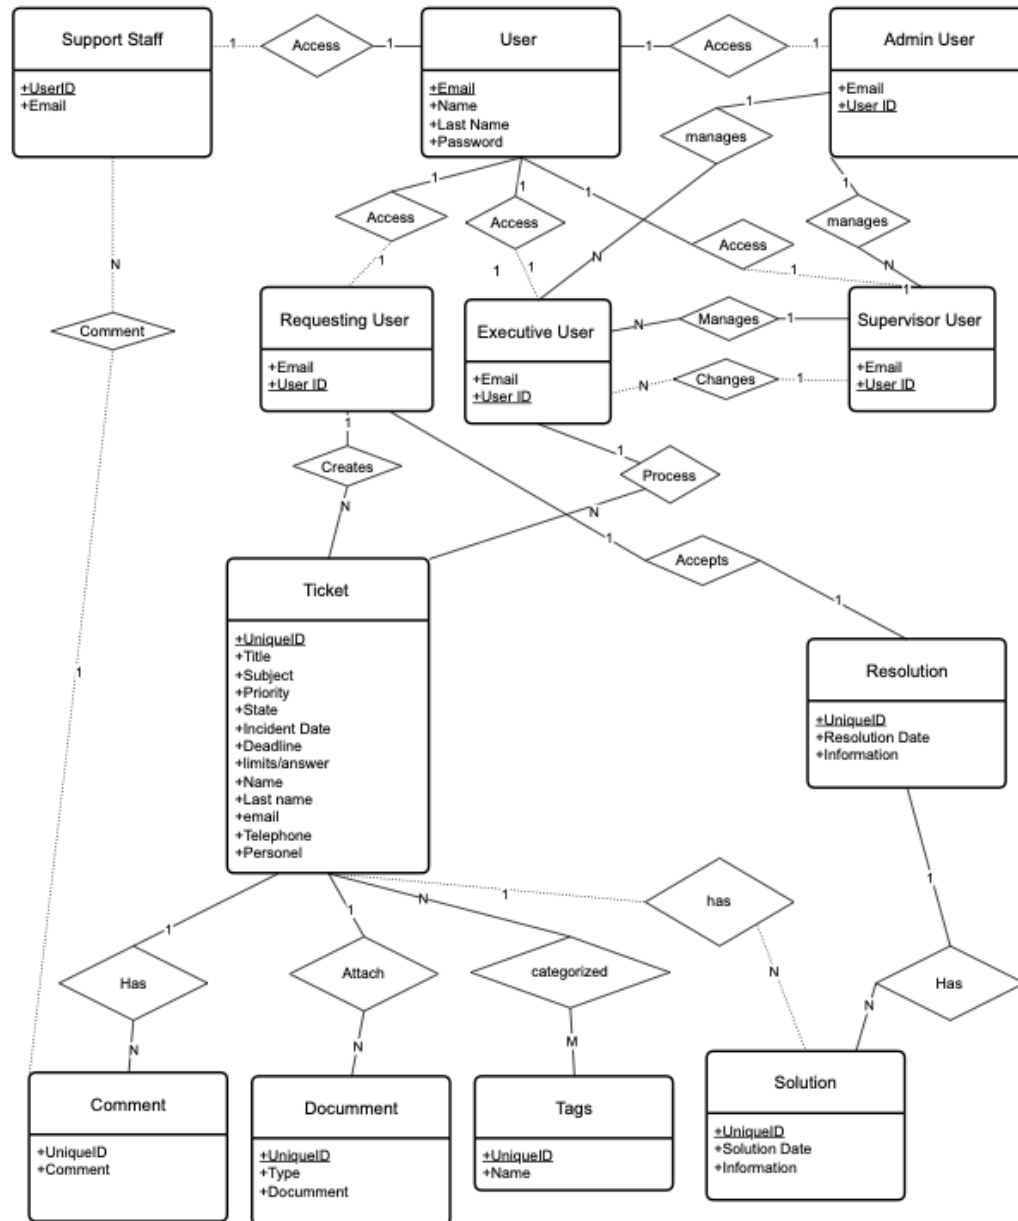 Support Staff
+UserID
+Email
1
Access
1
User
+Email
+Name
+Last Name
+Password
1
Access
1
Admin User
+Email
+User ID
1
manages
N
1
manages
N
1
Access
1
1
Access
1
1
1
Access
1
1
N
Comment
1
Requesting User
+Email
+User ID
Executive User
+Email
+User ID
N
Manages
1
N
Changes
1
Supervisor User
+Email
+User ID
1
Creates
N
1
Process
N
1
Accepts
1
Ticket
+UniqueID
+Title
+Subject
+Priority
+State
+Incident Date
+Deadline
+limits/answer
+Name
+Last name
+email
+Telephone
+Personel
Resolution
+UniqueID
+Resolution Date
+Information
1
Has
N
1
Attach
N
N
categorized
M
1
has
N
1
Has
N
Comment
+UniqueID
+Comment
Documment
+UniqueID
+Type
+Documment
Tags
+UniqueID
+Name
Solution
+UniqueID
+Solution Date
+Information